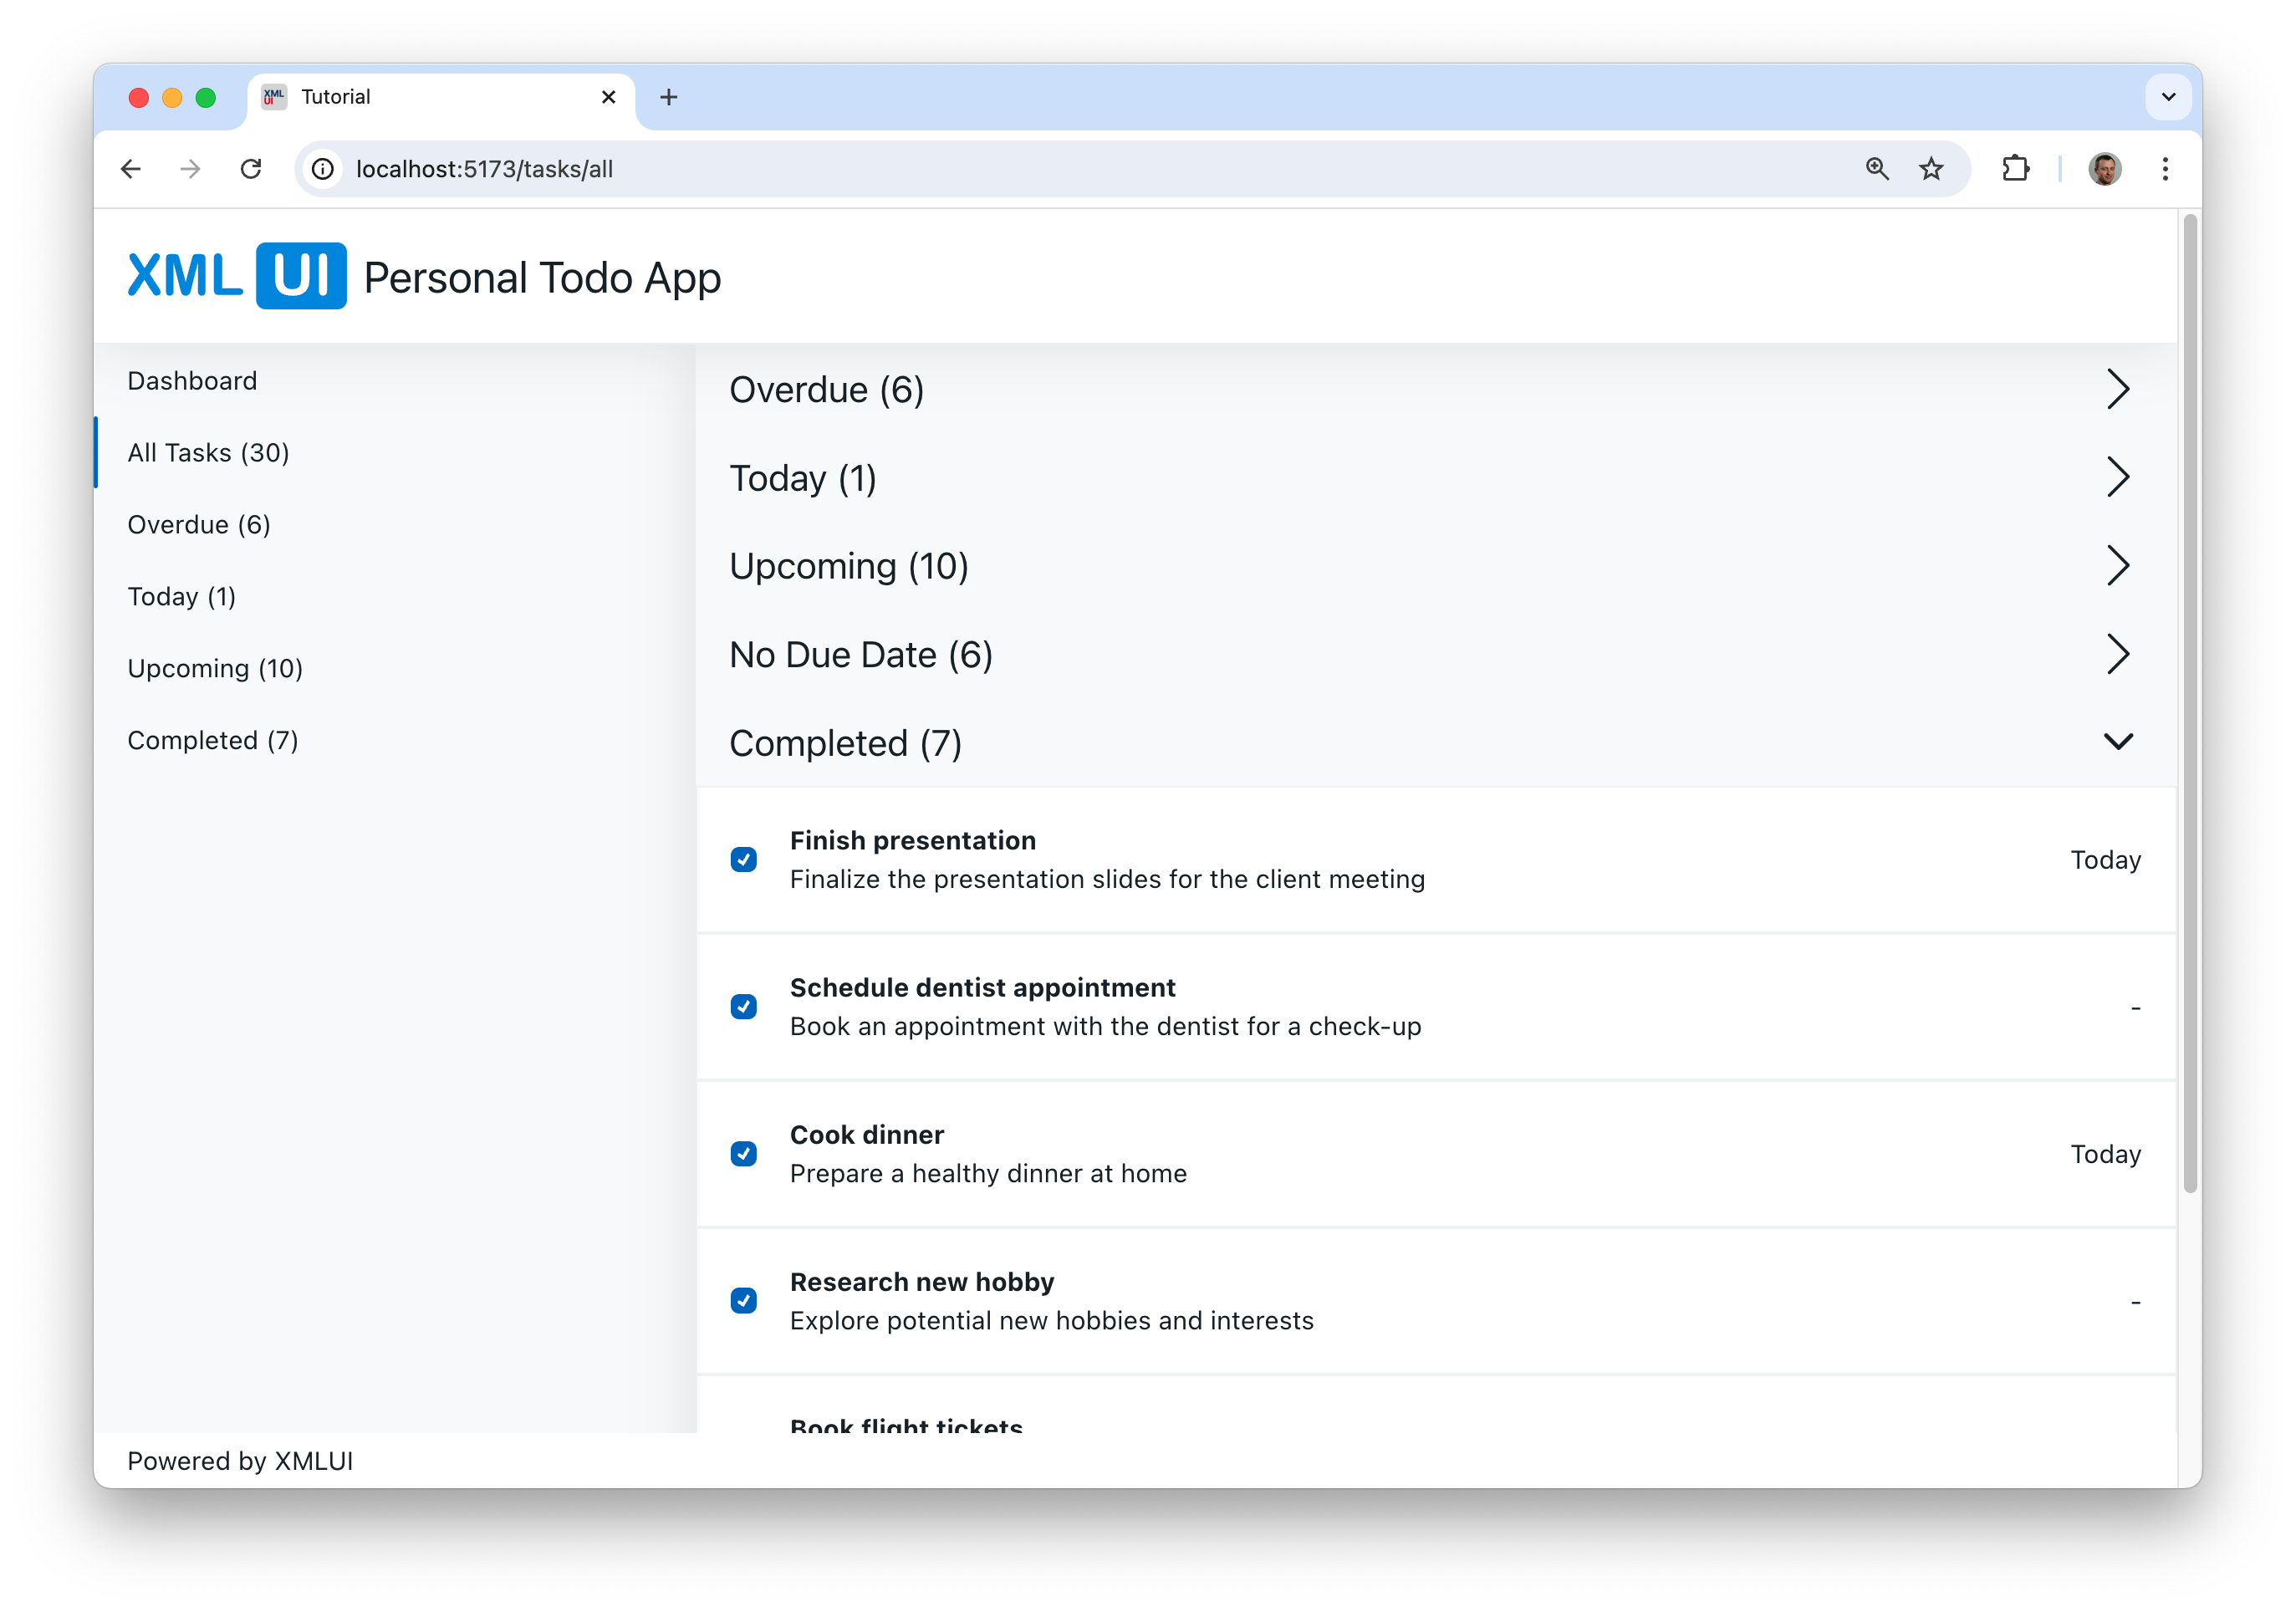 XML UI Tutorial
localhost:5173/tasks/all
XML UI Personal Todo App
Dashboard
All Tasks (30)
Overdue (6)
Today (1)
Upcoming (10)
Completed (7)
Overdue (6)
Today (1)
Upcoming (10)
No Due Date (6)
Completed (7)
Finish presentation
Finalize the presentation slides for the client meeting
Today
Schedule dentist appointment
Book an appointment with the dentist for a check-up
-
Cook dinner
Prepare a healthy dinner at home
Today
Research new hobby
Explore potential new hobbies and interests
-
Book flight tickets
Powered by XMLUI